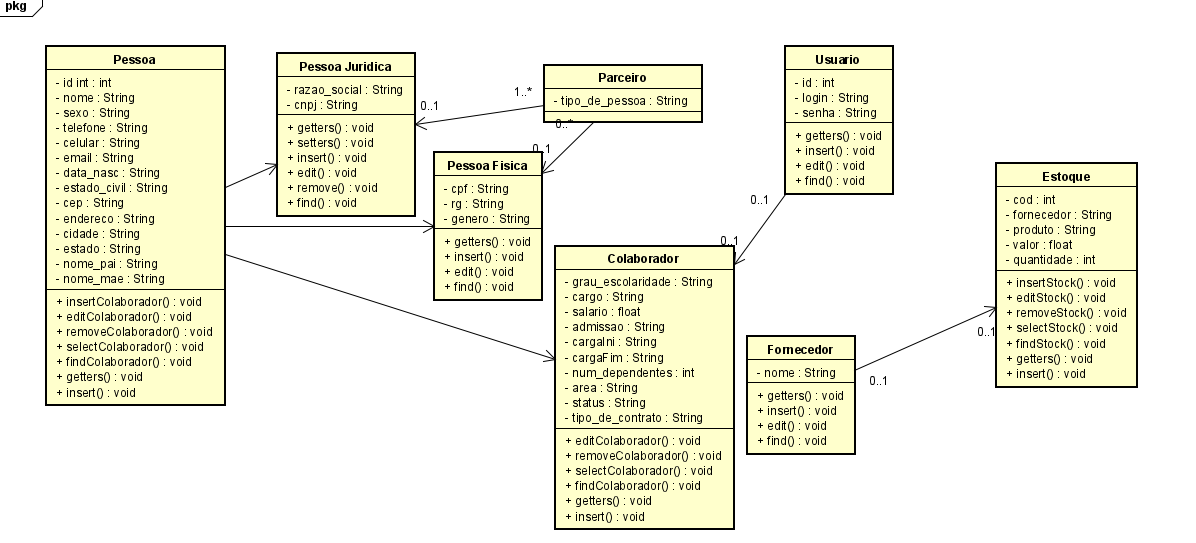 pkg
Pessoa
- id int : int
- nome : String
- sexo : String
- telefone : String
- celular : String
- email : String
- data_nasc : String
- estado_civil : String
- cep : String
- endereco : String
- cidade : String
- estado : String
- nome_pai : String
- nome_mae : String
+ insertColaborador() : void
+ editColaborador() : void
+ removeColaborador() : void
+ selectColaborador() : void
+ findColaborador() : void
+ getters() : void
+ insert() : void
Pessoa Juridica
- razao_social : String
- cnpj : String
+ getters() : void
+ setters() : void
+ insert() : void
+ edit() : void
+ remove() : void
+ find() : void
0..1
1..*
Parceiro
- tipo_de_pessoa : String
0..*
0..1
Pessoa Fisica
- cpf : String
- rg : String
- genero : String
+ getters() : void
+ insert() : void
+ edit() : void
+ find() : void
Usuario
- id : int
- login : String
- senha : String
+ getters() : void
+ insert() : void
+ edit() : void
+ find() : void
0..1
0..1
Colaborador
- grau_escolaridade : String
- cargo : String
- salario : float
- admissao : String
- cargaIni : String
- cargaFim : String
- num_dependentes : int
- area : String
- status : String
- tipo_de_contrato : String
+ editColaborador() : void
+ removeColaborador() : void
+ selectColaborador() : void
+ findColaborador() : void
+ getters() : void
+ insert() : void
Fornecedor
- nome : String
+ getters() : void
+ insert() : void
+ edit() : void
+ find() : void
0..1
0..1
Estoque
- cod : int
- fornecedor : String
- produto : String
- valor : float
- quantidade : int
+ insertStock() : void
+ editStock() : void
+ removeStock() : void
+ selectStock() : void
+ findStock() : void
+ getters() : void
+ insert() : void